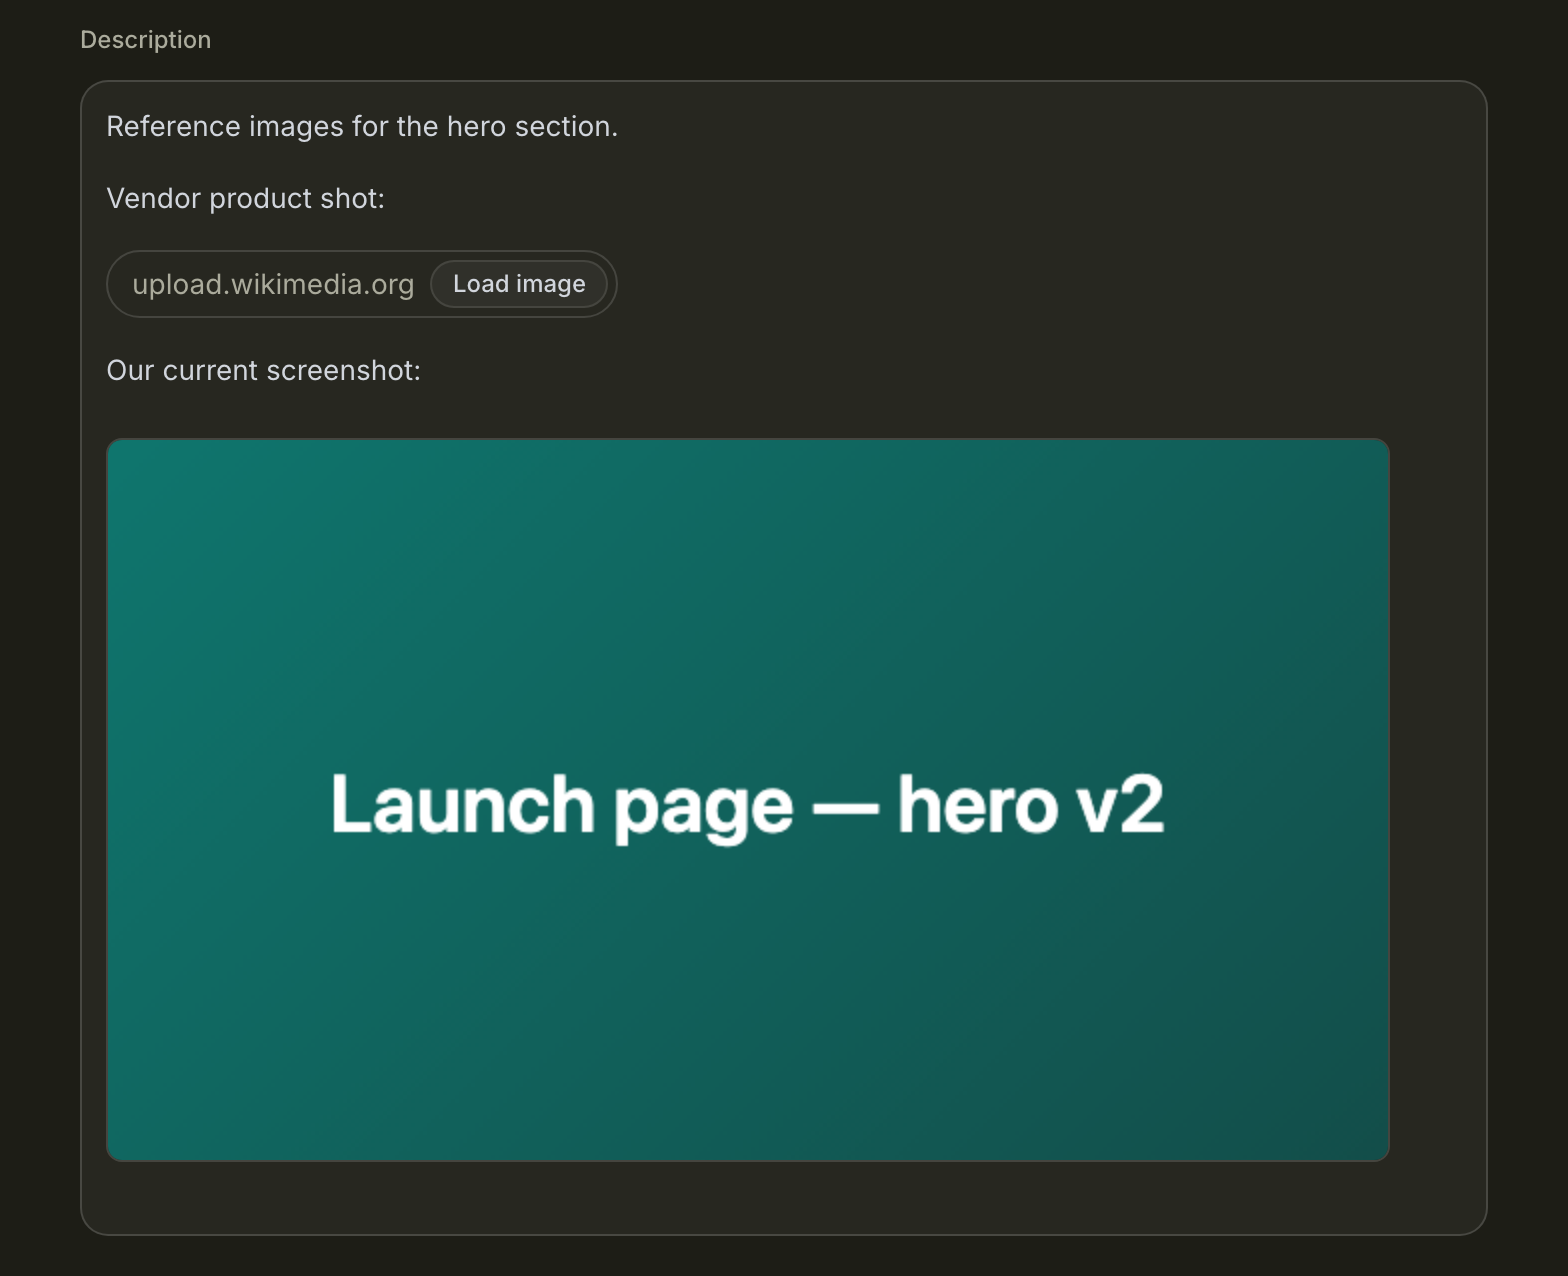 Description
Reference images for the hero section.
Vendor product shot:
upload.wikimedia.org Load image
Our current screenshot:
Launch page — hero v2